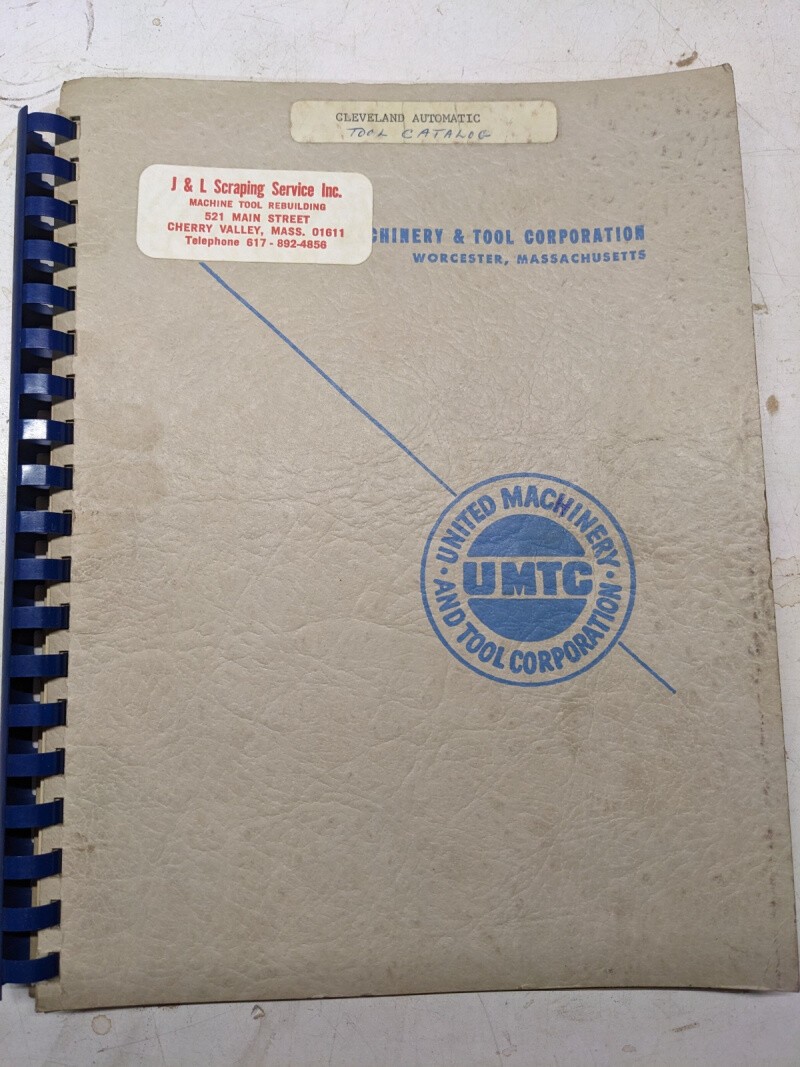 CLEVELAND AUTOMATIC
TOOL CATALOG
J & L Scraping Service Inc.
MACHINE TOOL REBUILDING
521 MAIN STREET
CHERRY VALLEY, MASS. 01611
Telephone 617-892-4856
CHINERY & TOOL CORPORATION
WORCESTER, MASSACHUSETTS
UNITED MACHINERY
UMTC
AND TOOL CORPORATION